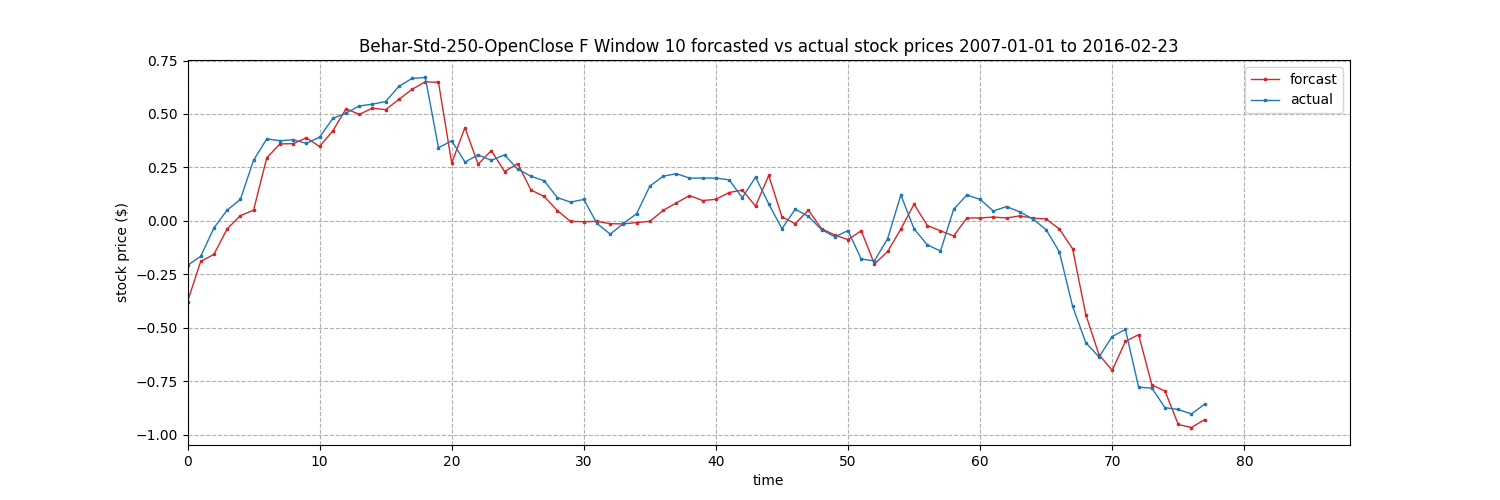 Behar-Std-250-OpenClose F Window 10 forcasted vs actual stock prices 2007-01-01 to 2016-02-23
forcast
actual
stock price ($)
0.75
0.50
0.25
0.00
−0.25
−0.50
−0.75
−1.00
0 10 20 30 40 50 60 70 80
time